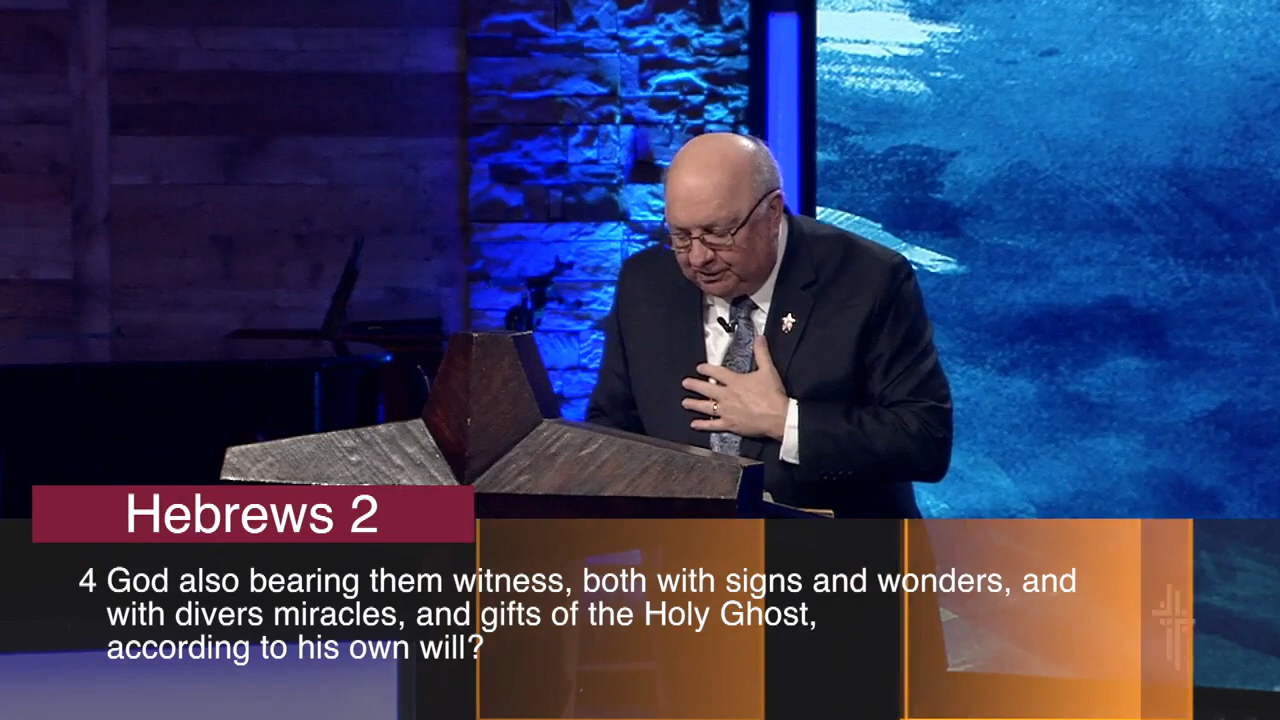 Hebrews 2
4 God also bearing them witness, both with signs and wonders, and
with divers miracles, and gifts of the Holy Ghost,
according to his own will?